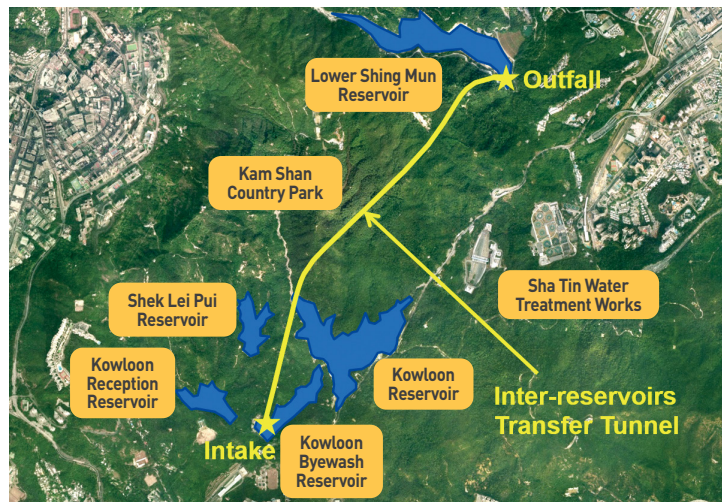 Lower Shing Mun
Reservoir
Outfall
Kam Shan
Country Park
Sha Tin Water
Treatment Works
Shek Lei Pui
Reservoir
Kowloon
Reception
Reservoir
Kowloon
Reservoir
Inter-reservoirs
Transfer Tunnel
Intake
Kowloon
Byewash
Reservoir